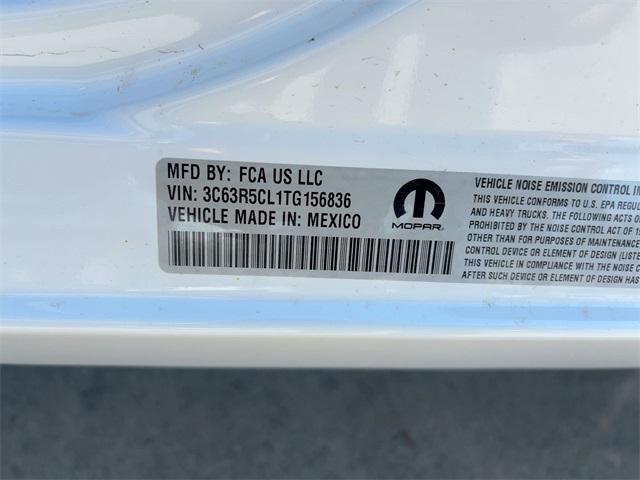 MFD BY: FCA US LLC
VIN: 3C63R5CL1TG156836
VEHICLE MADE IN: MEXICO
MOPAR
VEHICLE NOISE EMISSION CONTROL
THIS VEHICLE CONFORMS TO U.S. EPA
AND HEAVY TRUCKS. THE FOLLOWING ACTS
PROHIBITED BY THE NOISE CONTROL ACT OF
OTHER THAN FOR PURPOSES OF MAINTENANCE
CONTROL DEVICE OR ELEMENT OF DESIGN
THIS VEHICLE IN COMPLIANCE WITH THE NOISE
AFTER SUCH DEVICE OR ELEMENT OF DESIGN HAS